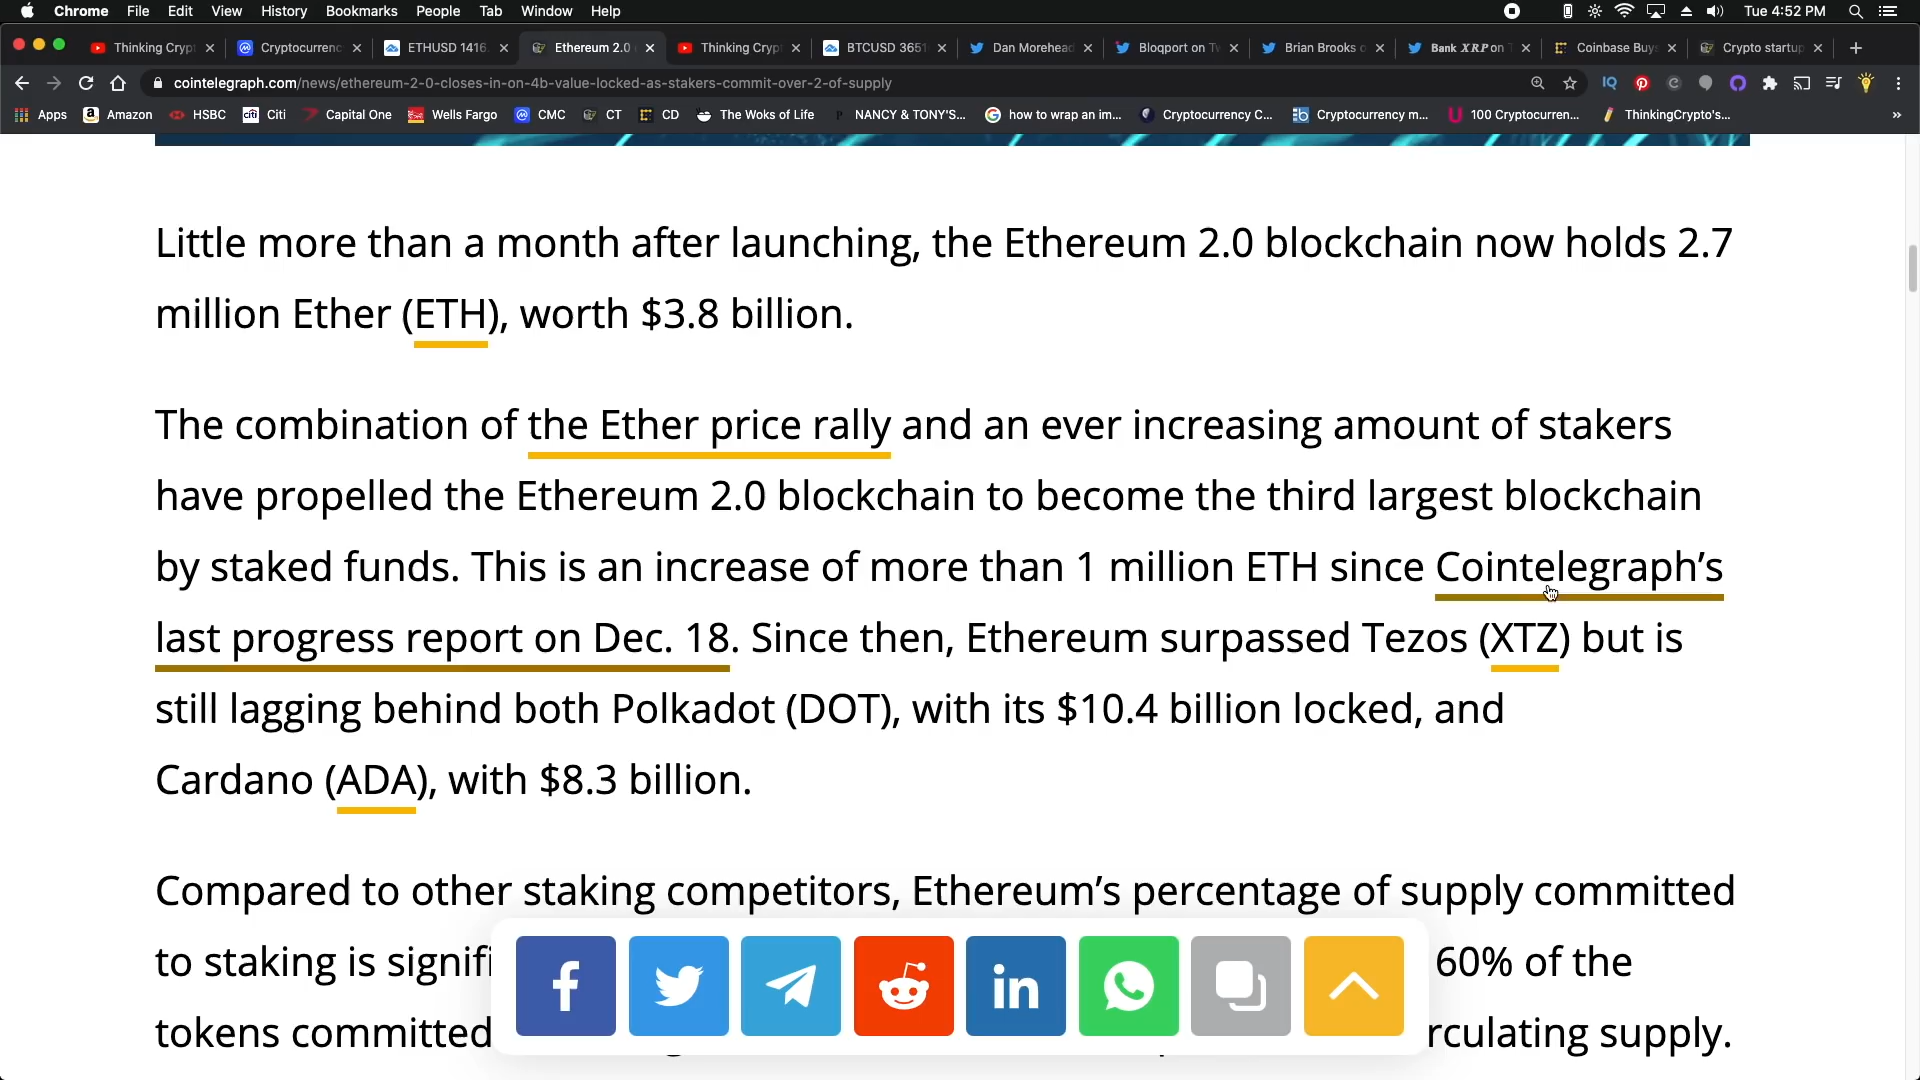 Chrome File Edit View History Bookmarks People Tab Window Help Tue 4:52 PM
Thinking Cryp Cryptocurrenc ETHUSD 1416. Ethereum 2.0 Thinking Cryp BTCUSD 3651 Dan Morehead Bloqport on Tw Brian Brooks o Bank XRP on T Coinbase Buys Crypto startup
cointelegraph.com/news/ethereum-2-0-closes-in-on-4b-value-locked-as-stakers-commit-over-2-of-supply
Apps Amazon HSBC Citi Capital One Wells Fargo CMC CT CD The Woks of Life NANCY & TONY'S... how to wrap an im... Cryptocurrency C... Cryptocurrency m... 100 Cryptocurren... ThinkingCrypto's... »
Little more than a month after launching, the Ethereum 2.0 blockchain now holds 2.7
million Ether (ETH), worth $3.8 billion.
The combination of the Ether price rally and an ever increasing amount of stakers
have propelled the Ethereum 2.0 blockchain to become the third largest blockchain
by staked funds. This is an increase of more than 1 million ETH since Cointelegraph's
last progress report on Dec. 18. Since then, Ethereum surpassed Tezos (XTZ) but is
still lagging behind both Polkadot (DOT), with its $10.4 billion locked, and
Cardano (ADA), with $8.3 billion.
Compared to other staking competitors, Ethereum's percentage of supply committed
to staking is signifi 60% of the
tokens committed rculating supply.